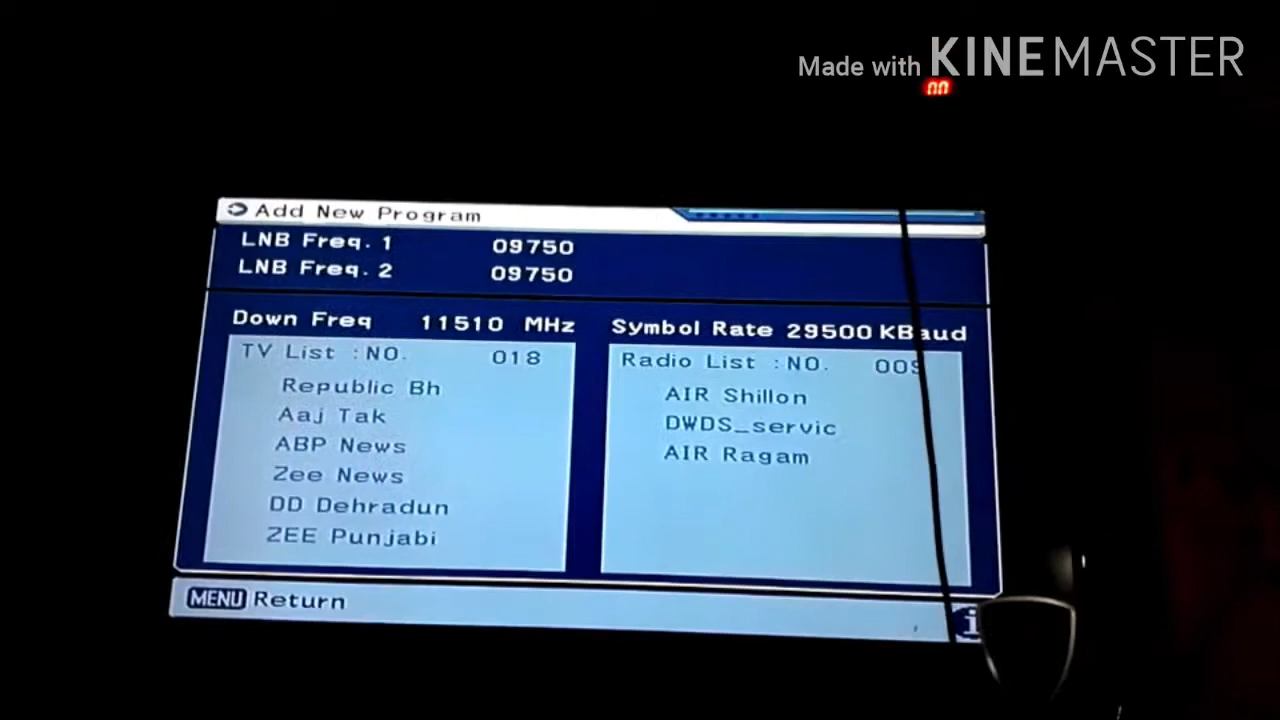 Made with KINEMASTER
00
Add New Program
LNB Freq. 1 09750
LNB Freq. 2 09750
Down Freq 11510 MHz Symbol Rate 29500 KBaud
TV List :NO. 018 Radio List :NO.
Republic Bh
Aaj Tak
ABP News
Zee News
DD Dehradun
ZEE Punjabi
AIR Shillon
DWDS_servic
AIR Ragam
MENU Return
i